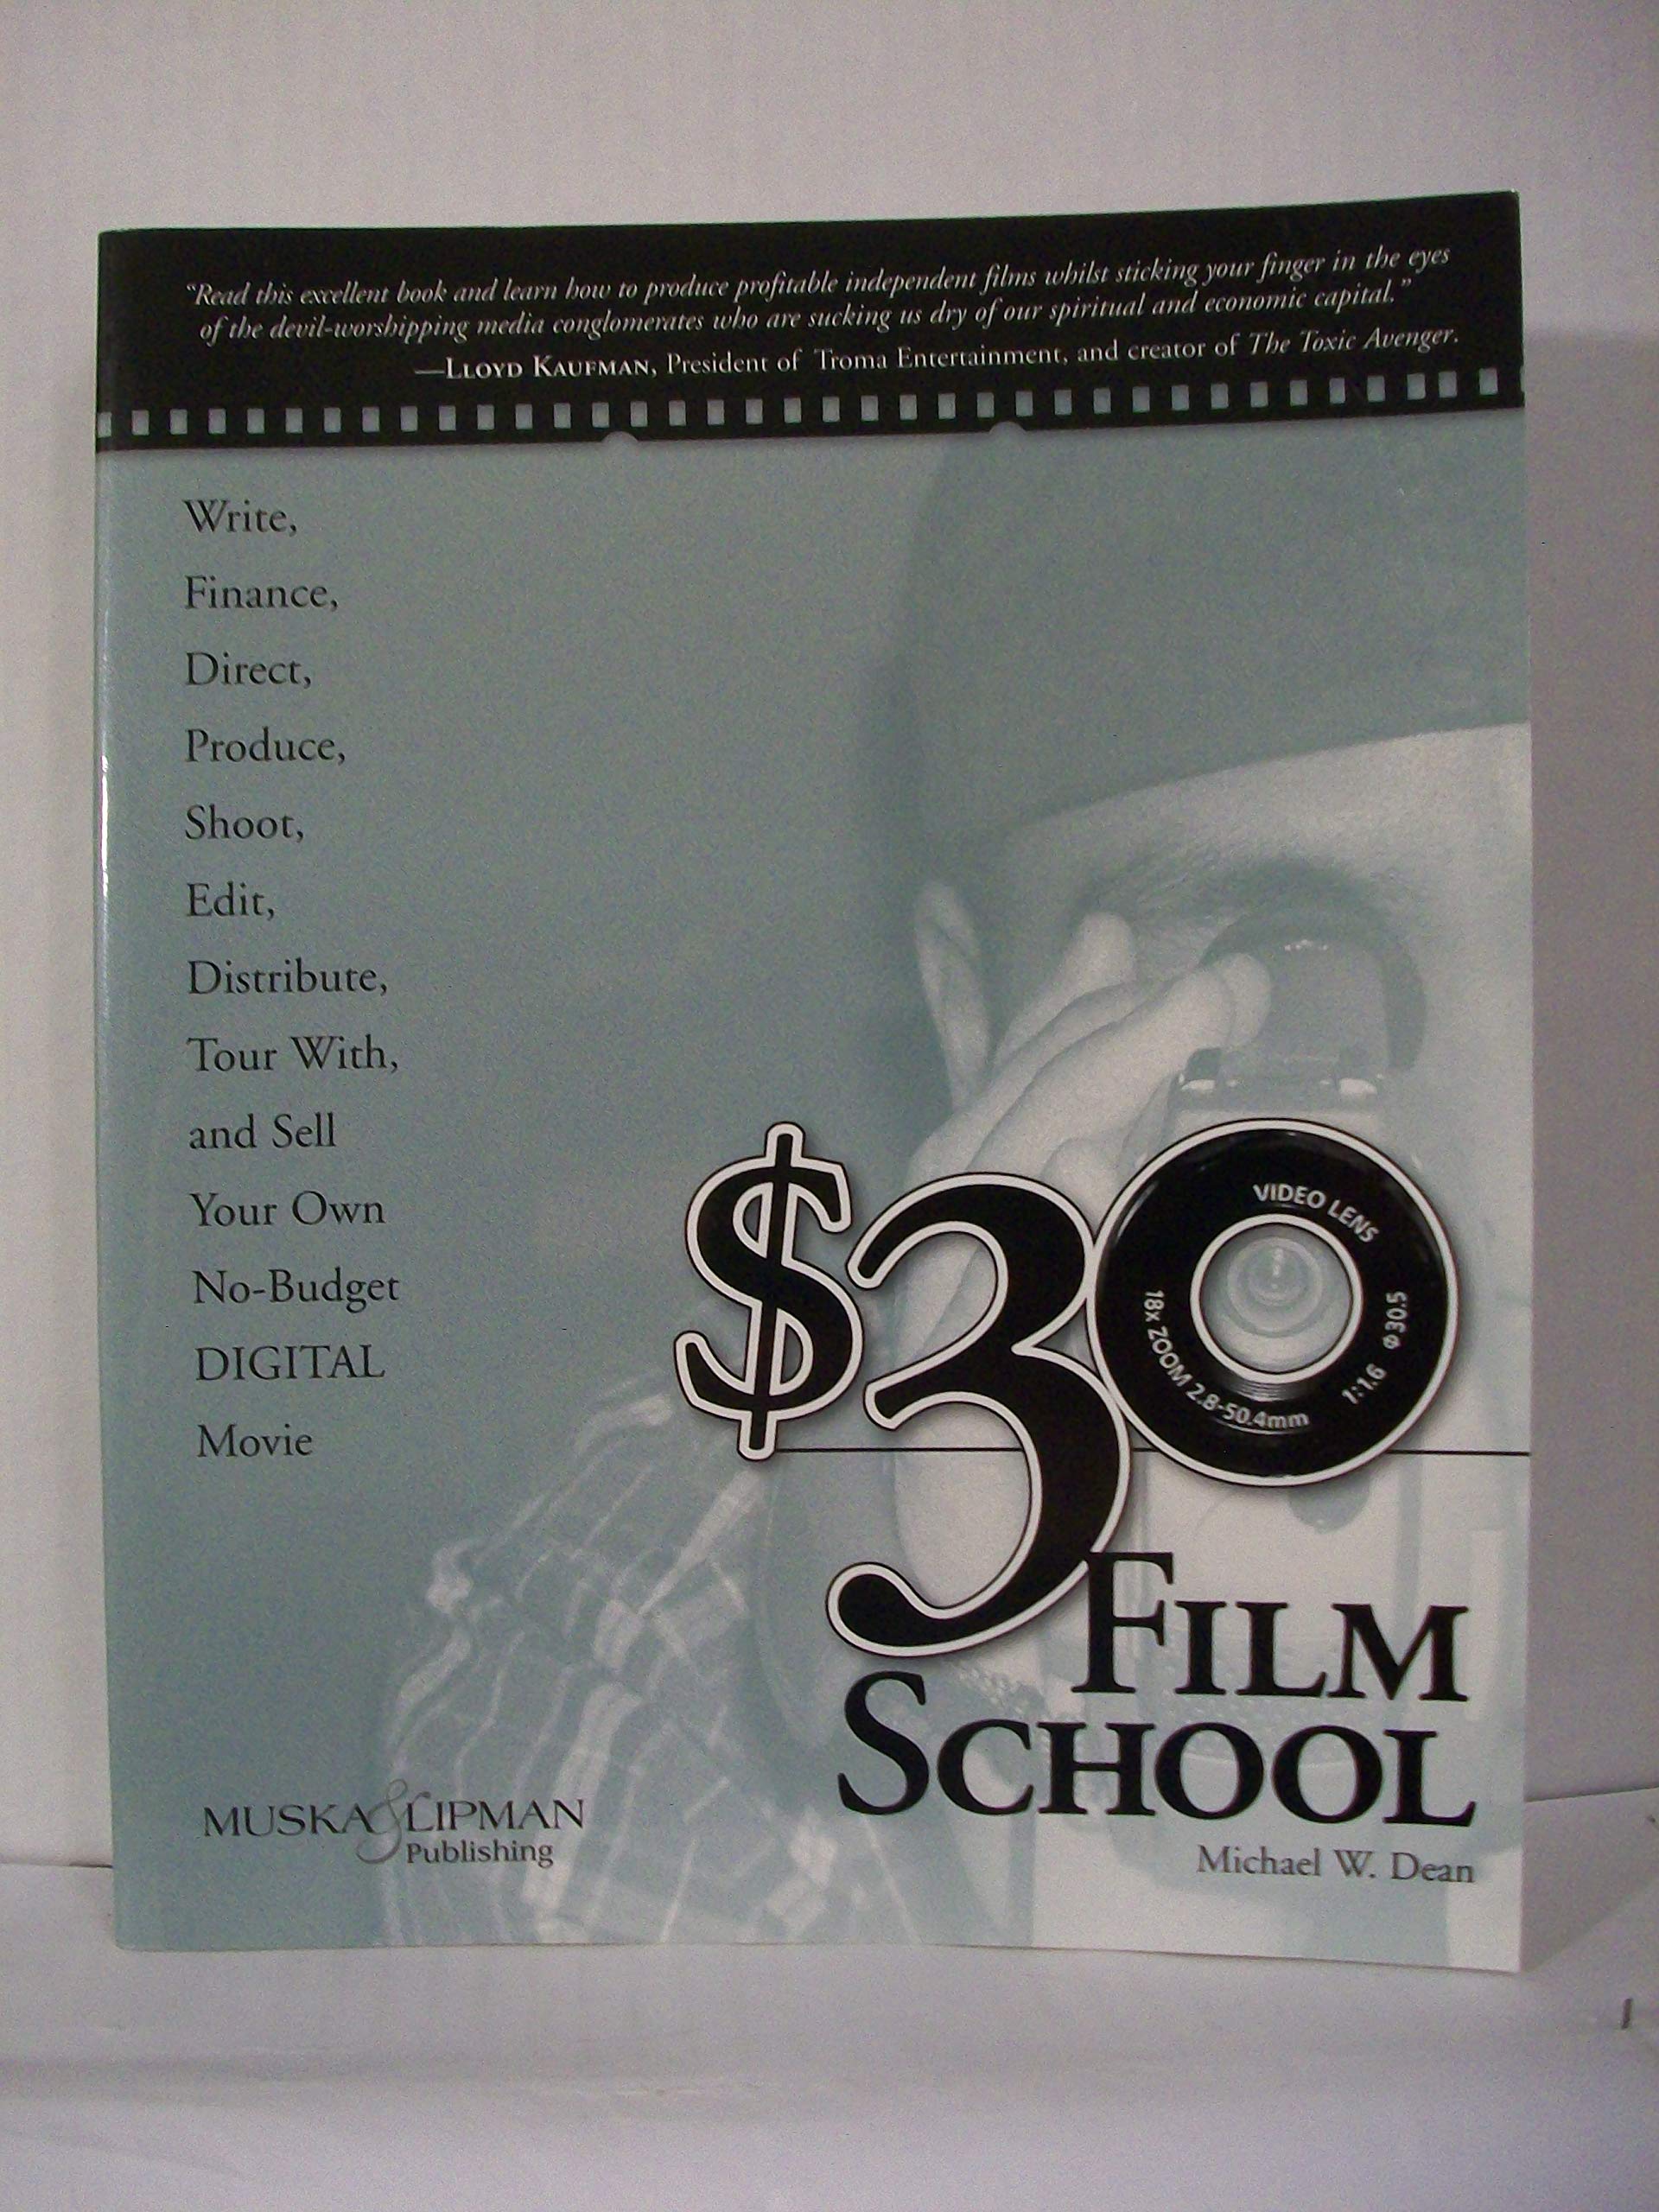 “Read this excellent book and learn how to produce profitable independent films whilst sticking your finger in the eyes
of the devil-worshipping media conglomerates who are sucking us dry of our spiritual and economic capital.”
—LLOYD KAUFMAN, President of Troma Entertainment, and creator of The Toxic Avenger.
Write,
Finance,
Direct,
Produce,
Shoot,
Edit,
Distribute,
Tour With,
and Sell
Your Own
No-Budget
DIGITAL
Movie
$30
VIDEO LENS
18x ZOOM 2.8-50.4mm 1:1.6 Φ30.5
FILM
SCHOOL
Michael W. Dean
MUSKA&LIPMAN
Publishing